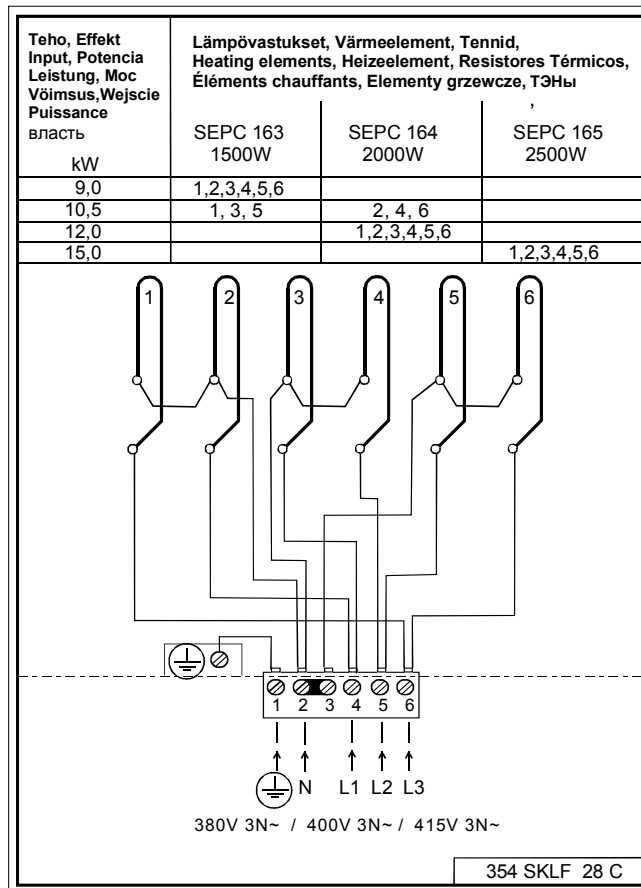 Teho, Effekt
Input, Potencia
Leistung, Moc
Vöimsus,Wejscie
Puissance
власть
kW
Lämpövastukset, Värmeelement, Tennid,
Heating elements, Heizeelement, Resistores Térmicos,
Éléments chauffants, Elementy grzewcze, ТЭНы
,
SEPC 163 SEPC 164 SEPC 165
1500W 2000W 2500W
9,0 1,2,3,4,5,6
10,5 1, 3, 5 2, 4, 6
12,0 1,2,3,4,5,6
15,0 1,2,3,4,5,6
1 2 3 4 5 6
1 2 3 4 5 6
N L1 L2 L3
380V 3N~ / 400V 3N~ / 415V 3N~
354 SKLF 28 C